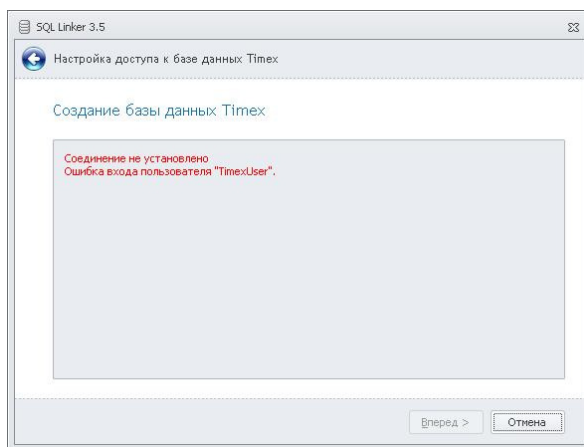 SQL Linker 3.5
Настройка доступа к базе данных Timex
Создание базы данных Timex
Соединение не установлено
Ошибка входа пользователя "TimexUser".
Вперед >
Отмена